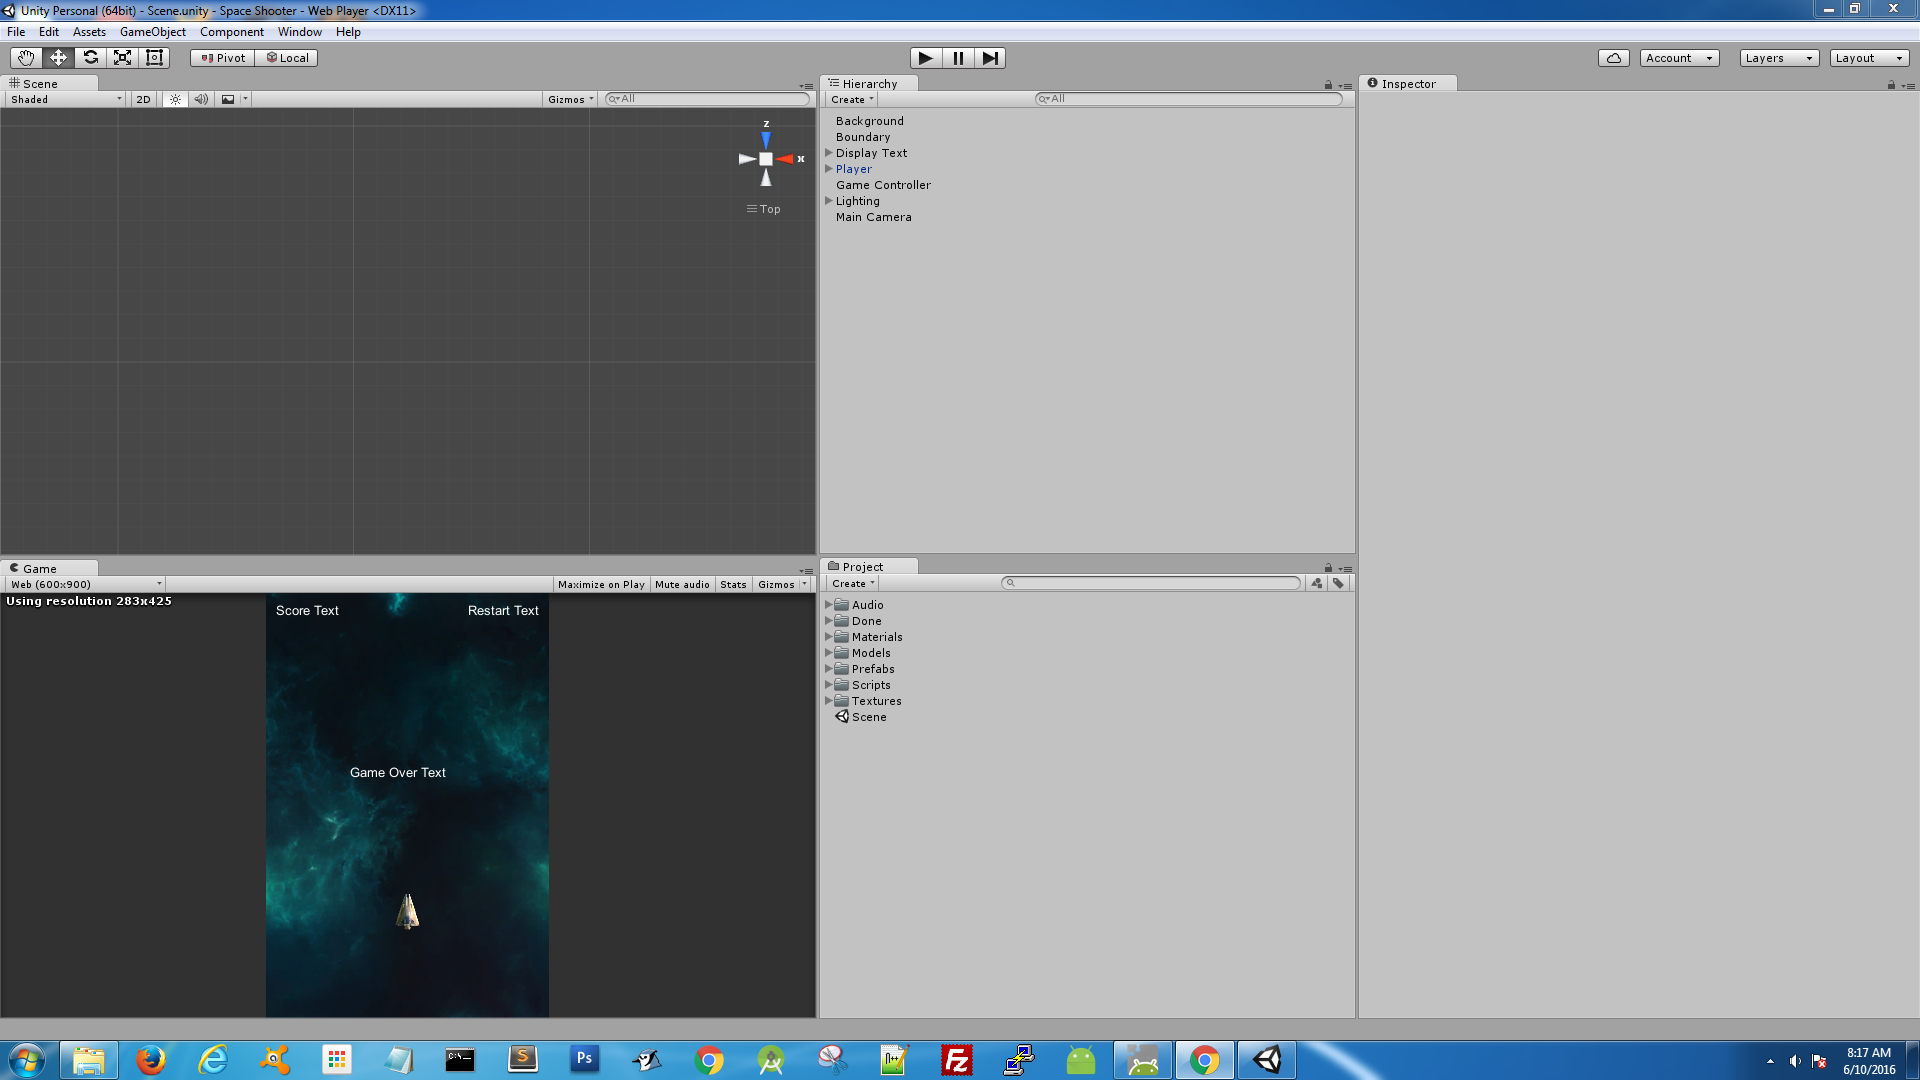 Unity Personal (64bit) - Scene.unity - Space Shooter - Web Player <DX11>
File Edit Assets GameObject Component Window Help
Pivot Local Account Layers Layout
Scene
Shaded 2D Gizmos All
z
x
Top
Hierarchy
Create All
Background
Boundary
Display Text
Player
Game Controller
Lighting
Main Camera
Inspector
Game
Web (600x900) Maximize on Play Mute audio Stats Gizmos
Using resolution 283x425
Score Text Restart Text
Game Over Text
Project
Create
Audio
Done
Materials
Models
Prefabs
Scripts
Textures
Scene
C:\_
S
Ps
Fz
8:17 AM
6/10/2016